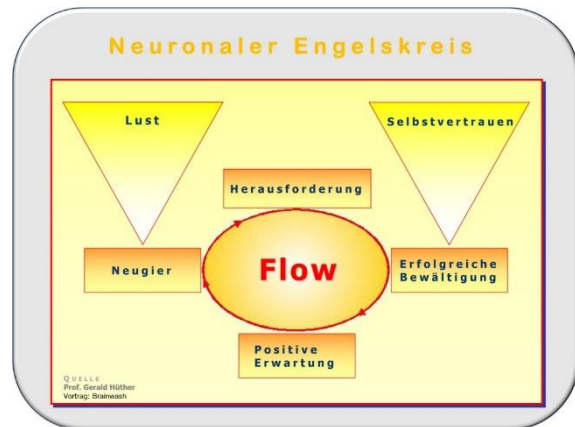 Neuronaler Engelskreis
Lust
Selbstvertrauen
Herausforderung
Neugier
Flow
Erfolgreiche
Bewältigung
Positive
Erwartung
QUELLE
Prof. Gerald Hüther
Vortrag: Brainwash